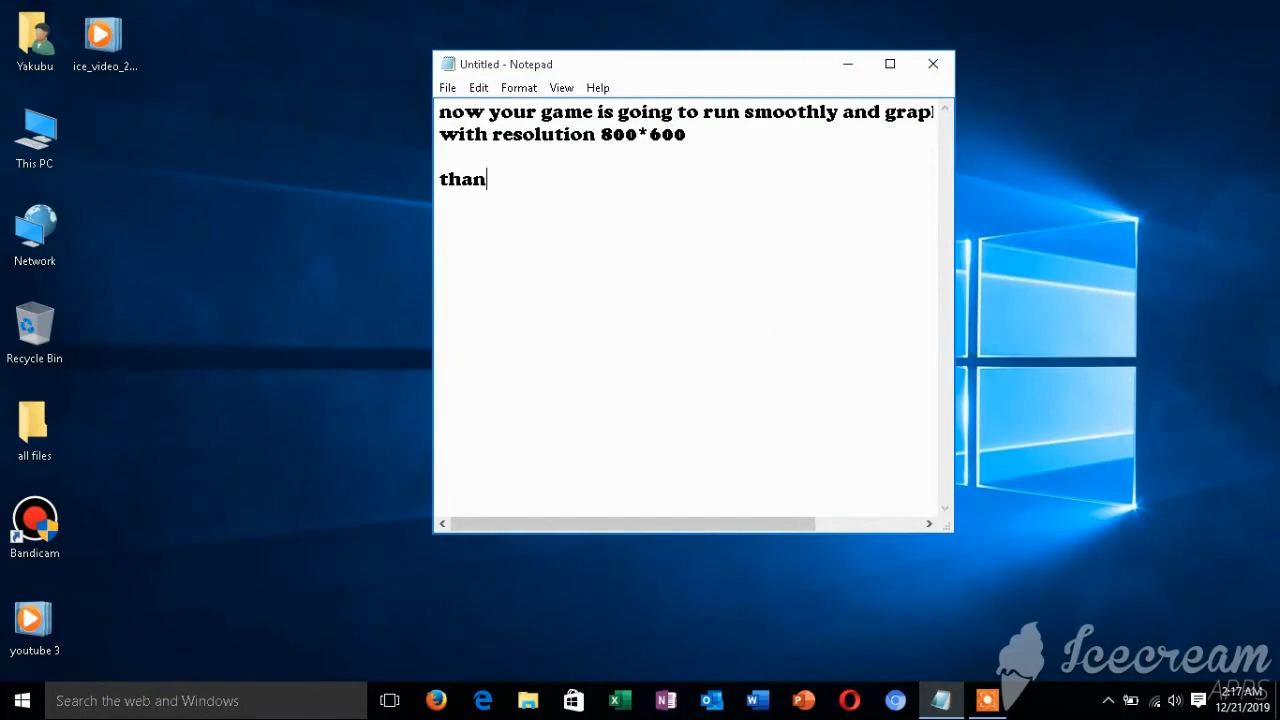 Yakubu
ice_video_2...
This PC
Network
Recycle Bin
all files
Bandicam
youtube 3
Untitled - Notepad
File Edit Format View Help
now your game is going to run smoothly and grap
with resolution 800*600
than
Icecream
APPS
Search the web and Windows
2:17 AM
12/21/2019